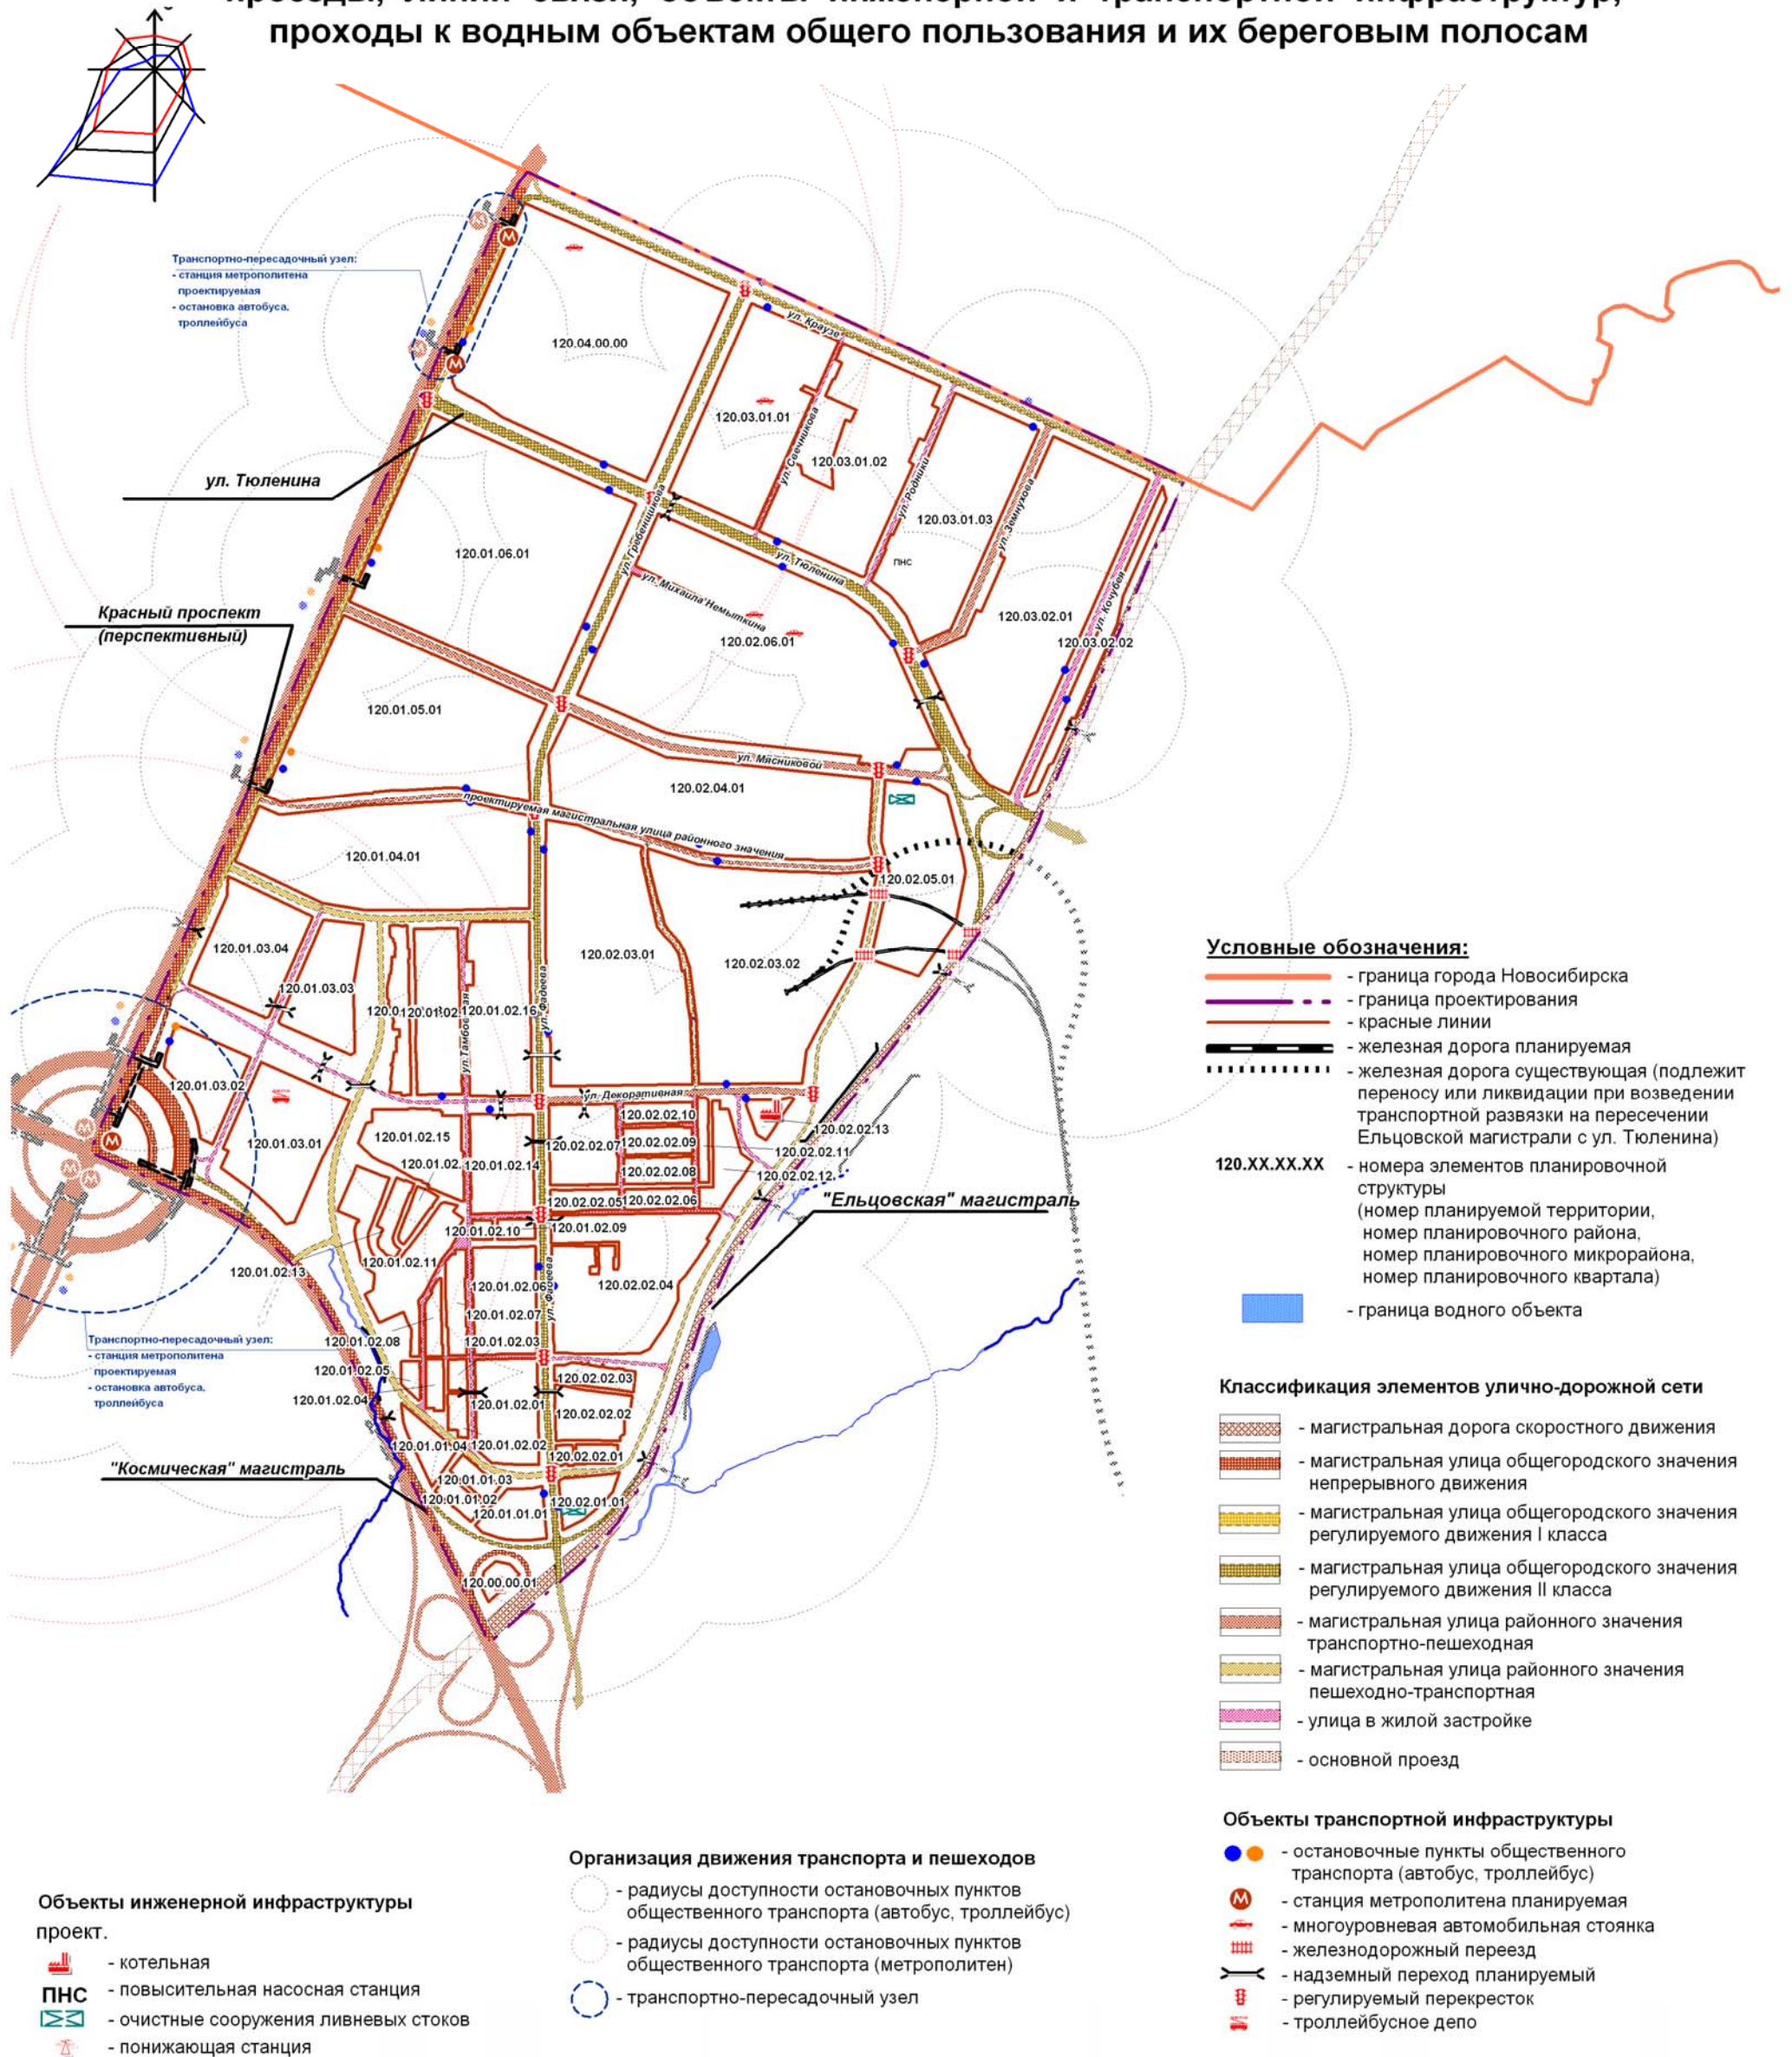 проезды, линии связи, объекты инженерной и транспортной инфраструктур,
проходы к водным объектам общего пользования и их береговым полосам
Транспортно-пересадочный узел:
- станция метрополитена
проектируемая
- остановка автобуса,
троллейбуса
120.04.00.00
ул. Краузе
120.03.01.01
ул. Свечникова
120.03.01.02
ул. Родники
120.03.01.03
ул. Земнухова
ул. Тюленина
120.01.06.01
ул. Гребенщикова
ул. Тюленина
ПНС
ул. Михаила Немыткина
120.02.06.01
120.03.02.01
ул. Кочубея
120.03.02.02
Красный проспект
(перспективный)
120.01.05.01
ул. Мясниковой
120.02.04.01
проектируемая магистральная улица районного значения
120.01.04.01
120.02.05.01
120.01.03.04
120.01.03.03
120.02.03.01
120.02.03.02
ул. Фадеева
120.01.02.16
ул. Тамбовская
120.01.03.02
ул. Декоративная
120.02.02.10
120.02.02.13
120.01.03.01
120.01.02.15
120.02.02.07
120.02.02.09
120.02.02.11
120.01.02.14
120.02.02.08
120.02.02.12
120.02.02.05
120.02.02.06
"Ельцовская" магистраль
120.01.02.10
120.01.02.09
120.01.02.13
120.01.02.11
120.01.02.06
ул. Фадеева
120.02.02.04
120.01.02.07
120.01.02.08
120.01.02.03
Транспортно-пересадочный узел:
- станция метрополитена
проектируемая
- остановка автобуса,
троллейбуса
120.01.02.05
120.02.02.03
120.01.02.04
120.01.02.01
120.02.02.02
120.01.01.04
120.01.02.02
120.02.02.01
"Космическая" магистраль
120.01.01.03
120.01.01.02
120.02.01.01
120.01.01.01
120.00.00.01
Условные обозначения:
- граница города Новосибирска
- граница проектирования
- красные линии
- железная дорога планируемая
- железная дорога существующая (подлежит
переносу или ликвидации при возведении
транспортной развязки на пересечении
Ельцовской магистрали с ул. Тюленина)
120.XX.XX.XX - номера элементов планировочной
структуры
(номер планируемой территории,
номер планировочного района,
номер планировочного микрорайона,
номер планировочного квартала)
- граница водного объекта
Классификация элементов улично-дорожной сети
- магистральная дорога скоростного движения
- магистральная улица общегородского значения
непрерывного движения
- магистральная улица общегородского значения
регулируемого движения I класса
- магистральная улица общегородского значения
регулируемого движения II класса
- магистральная улица районного значения
транспортно-пешеходная
- магистральная улица районного значения
пешеходно-транспортная
- улица в жилой застройке
- основной проезд
Объекты транспортной инфраструктуры
- остановочные пункты общественного
транспорта (автобус, троллейбус)
М - станция метрополитена планируемая
- многоуровневая автомобильная стоянка
- железнодорожный переезд
- надземный переход планируемый
- регулируемый перекресток
- троллейбусное депо
Организация движения транспорта и пешеходов
- радиусы доступности остановочных пунктов
общественного транспорта (автобус, троллейбус)
- радиусы доступности остановочных пунктов
общественного транспорта (метрополитен)
- транспортно-пересадочный узел
Объекты инженерной инфраструктуры
проект.
- котельная
ПНС - повысительная насосная станция
- очистные сооружения ливневых стоков
- понижающая станция